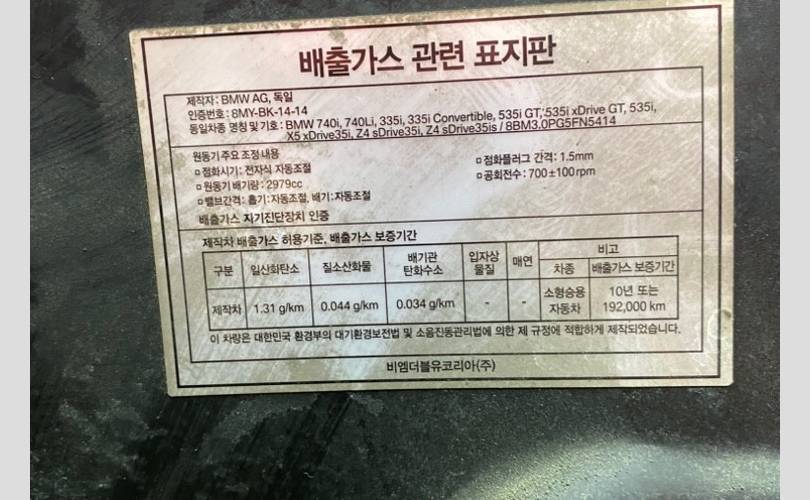 배출가스 관련 표지판
제작자: BMW AG, 독일
인증번호: 8MY-BK-14-14
동일차종 명칭 및 기호: BMW 740i, 740Li, 335i, 335i Convertible, 535i GT, 535i xDrive GT, 535i,
X5 xDrive35i, Z4 sDrive35i, Z4 sDrive35is / 8BM3.0PG5FN5414
원동기 주요 조정 내용
점화시기: 전자식 자동조절
점화플러그 간격: 1.5mm
원동기 배기량: 2979cc
공회전수: 700±100rpm
밸브간격: 흡기:자동조절, 배기:자동조절
배출가스 자기진단장치 인증
제작차 배출가스 허용기준, 배출가스 보증기간
구분 일산화탄소 질소산화물 배기관 탄화수소 입자상 물질 매연 비고
차종 배출가스 보증기간
제작차 1.31 g/km 0.044 g/km 0.034 g/km - - 소형승용 자동차 10년 또는 192,000 km
이 차량은 대한민국 환경부의 대기환경보전법 및 소음진동관리법에 의한 제 규정에 적합하게 제작되었습니다.
비엠더블유코리아(주)